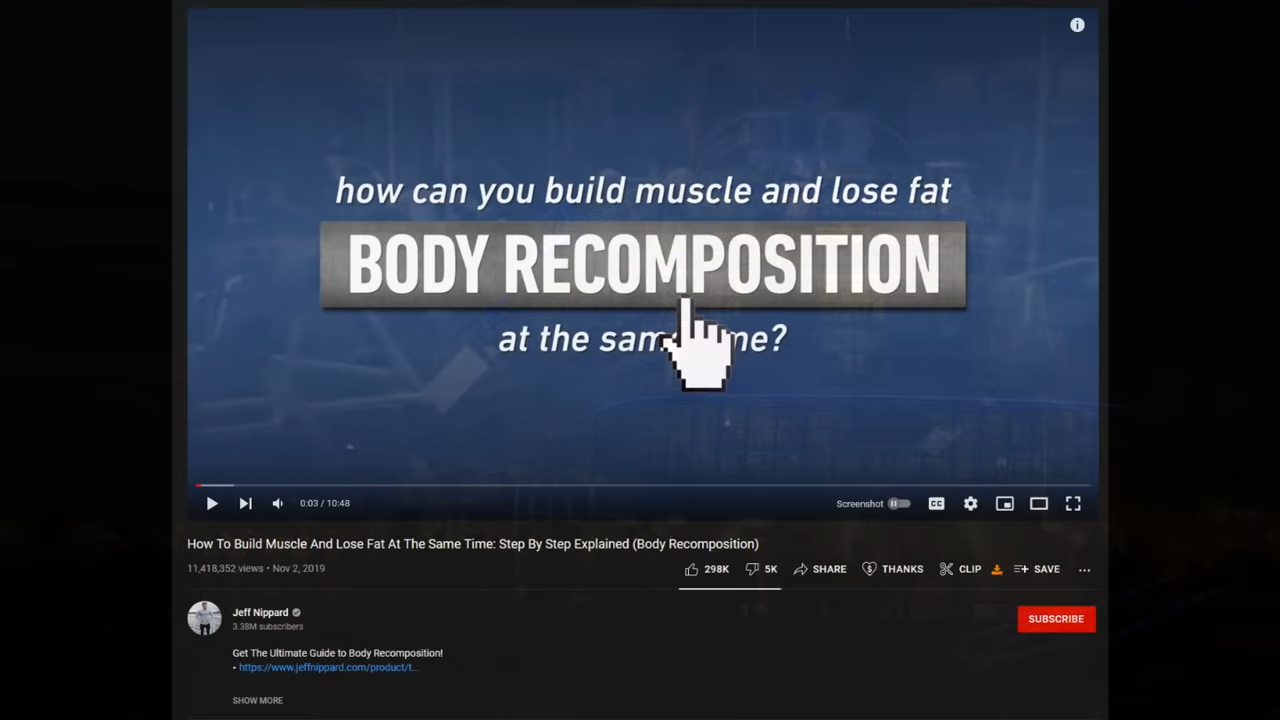 how can you build muscle and lose fat
BODY RECOMPOSITION
at the same?
0:03 / 10:48
Screenshot
CC
How To Build Muscle And Lose Fat At The Same Time: Step By Step Explained (Body Recomposition)
11,418,352 views • Nov 2, 2019
298K
5K
SHARE
THANKS
CLIP
SAVE
...
Jeff Nippard
3.38M subscribers
SUBSCRIBE
Get The Ultimate Guide to Body Recomposition!
• https://www.jeffnippard.com/product/t...
SHOW MORE